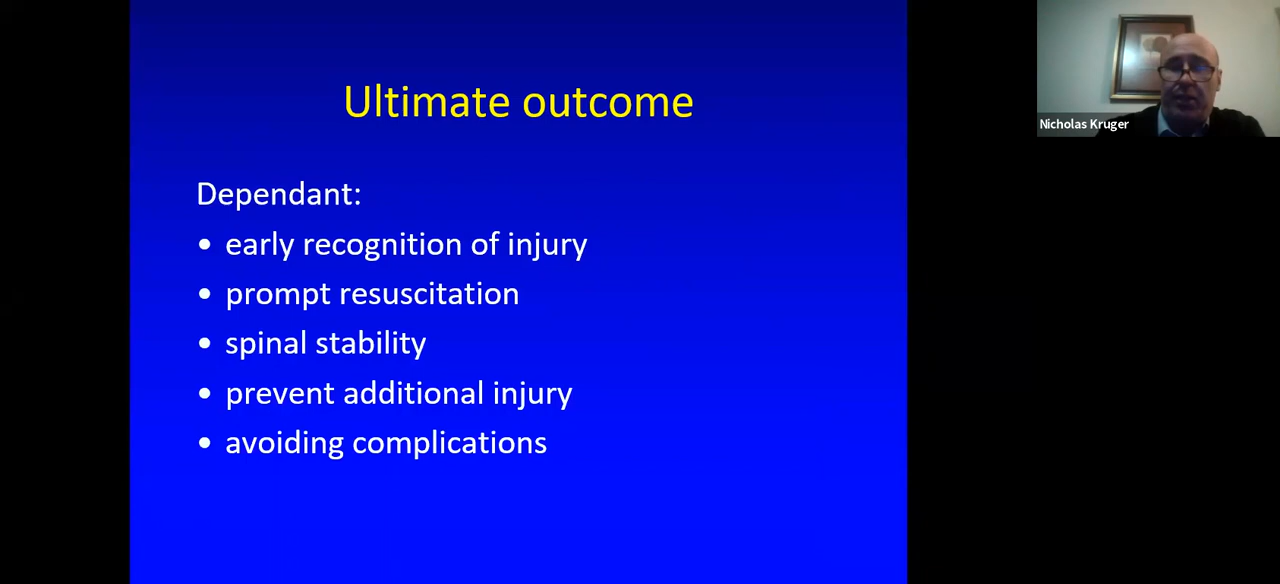 Ultimate outcome
Dependant:
• early recognition of injury
• prompt resuscitation
• spinal stability
• prevent additional injury
• avoiding complications
Nicholas Kruger